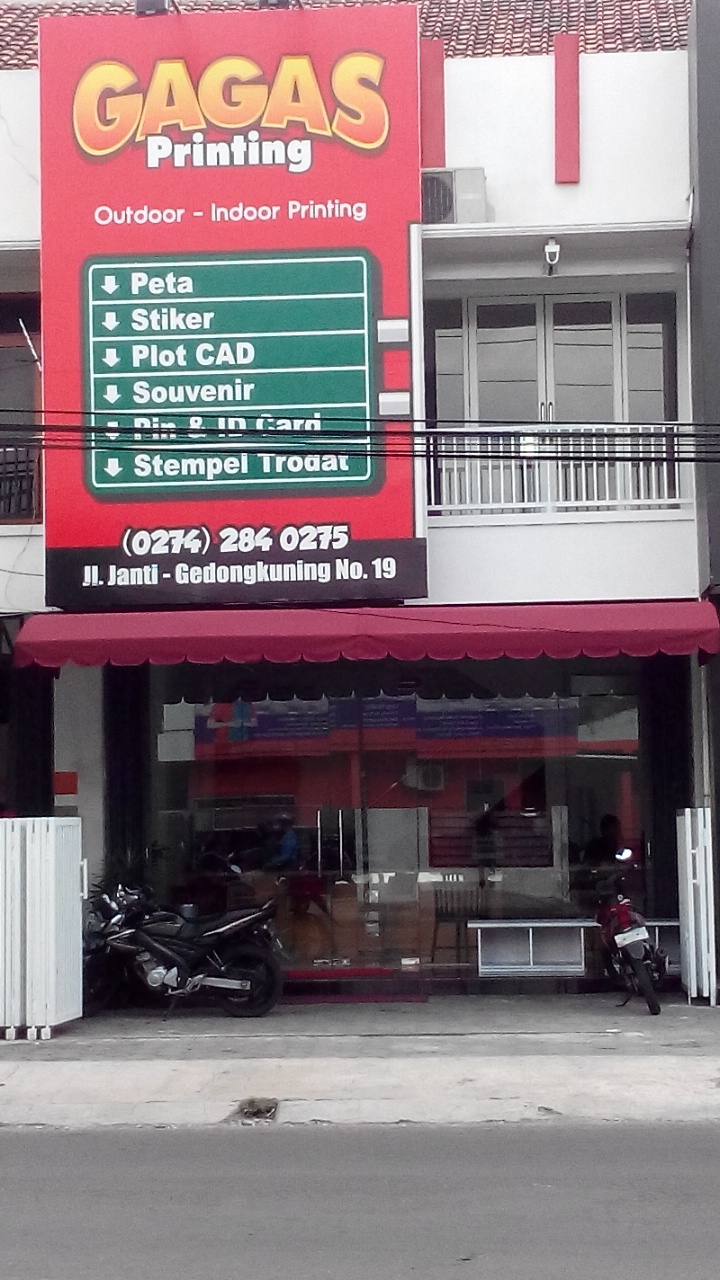 GAGAS
Printing
Outdoor - Indoor Printing
Peta
Stiker
Plot CAD
Souvenir
Pin & ID Card
Stempel Trodat
(0274) 284 0275
Jl. Janti - Gedongkuning No. 19